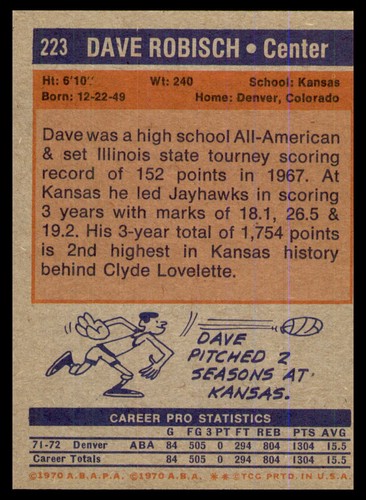 223 DAVE ROBISCH • Center
Ht: 6'10" Wt: 240 School: Kansas
Born: 12-22-49 Home: Denver, Colorado
Dave was a high school All-American
& set Illinois state tourney scoring
record of 152 points in 1967. At
Kansas he led Jayhawks in scoring
3 years with marks of 18.1, 26.5 &
19.2. His 3-year total of 1,754 points
is 2nd highest in Kansas history
behind Clyde Lovelette.
DAVE
PITCHED 2
SEASONS AT
KANSAS.
CAREER PRO STATISTICS
G FG 3PT FT REB PTS AVG
71-72 Denver ABA 84 505 0 294 804 1304 15.5
Career Totals 84 505 0 294 804 1304 15.5
©1970 A.B.A.P.A. ©1970 A.B.A. ✱ ✱ ©TCG PRTD. IN U.S.A.